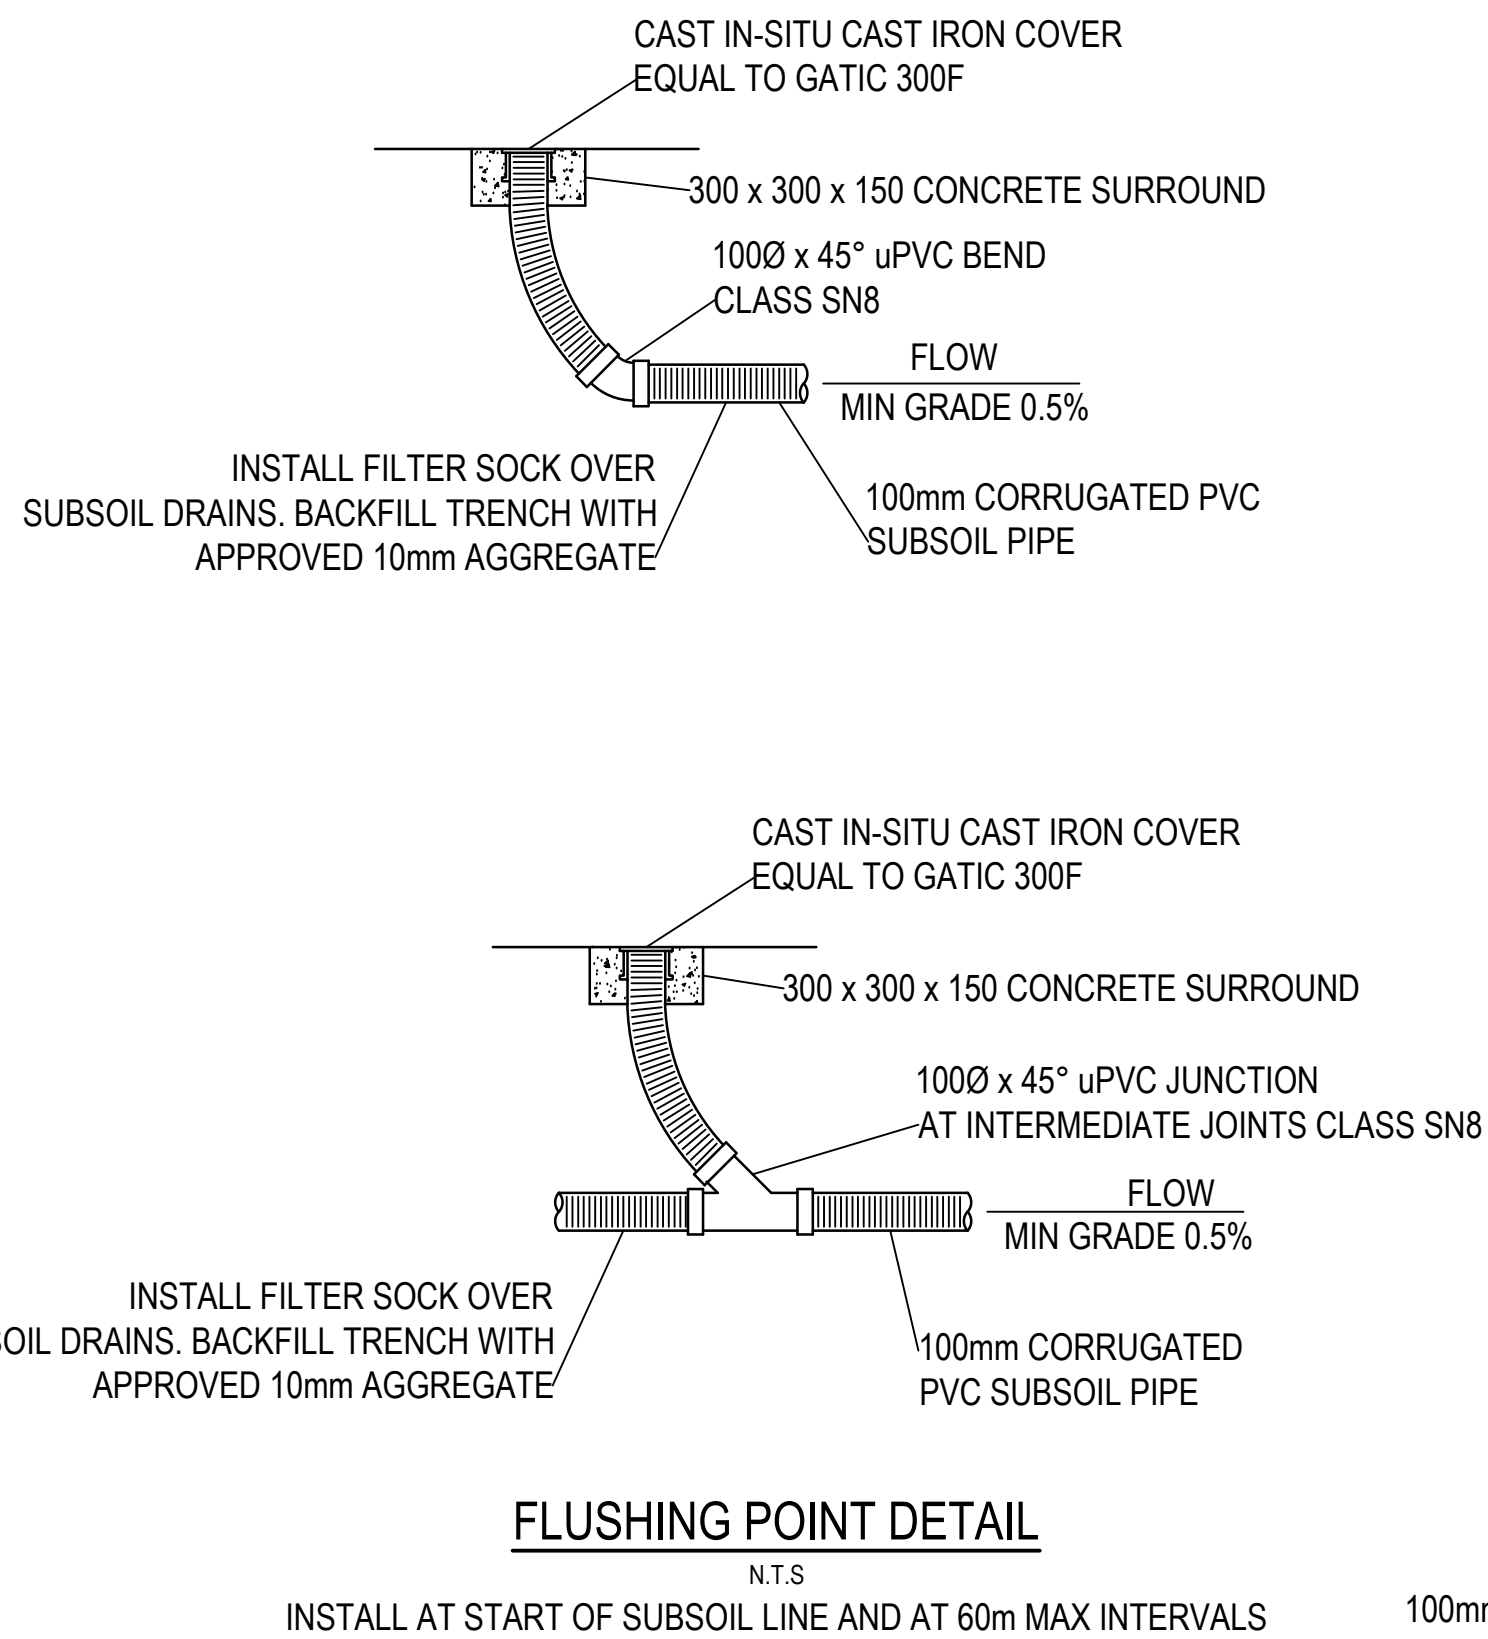 CAST IN-SITU CAST IRON COVER
EQUAL TO GATIC 300F
300 x 300 x 150 CONCRETE SURROUND
100Ø x 45° uPVC BEND
CLASS SN8
FLOW
MIN GRADE 0.5%
INSTALL FILTER SOCK OVER
SUBSOIL DRAINS. BACKFILL TRENCH WITH
APPROVED 10mm AGGREGATE
100mm CORRUGATED PVC
SUBSOIL PIPE
CAST IN-SITU CAST IRON COVER
EQUAL TO GATIC 300F
300 x 300 x 150 CONCRETE SURROUND
100Ø x 45° uPVC JUNCTION
AT INTERMEDIATE JOINTS CLASS SN8
FLOW
MIN GRADE 0.5%
INSTALL FILTER SOCK OVER
DRAINS. BACKFILL TRENCH WITH
APPROVED 10mm AGGREGATE
100mm CORRUGATED
PVC SUBSOIL PIPE
FLUSHING POINT DETAIL
N.T.S
INSTALL AT START OF SUBSOIL LINE AND AT 60m MAX INTERVALS